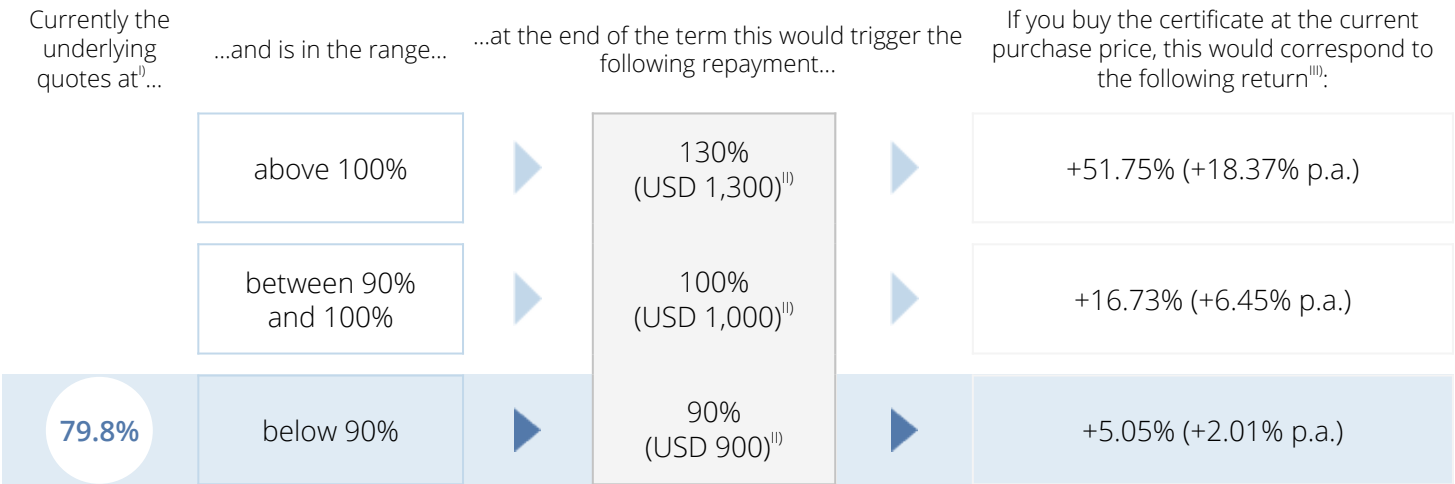 Currently the
underlying
quotes at^I)...
...and is in the range...
...at the end of the term this would trigger the
following repayment...
If you buy the certificate at the current
purchase price, this would correspond to
the following return^III):
above 100%
130%
(USD 1,300)^II)
+51.75% (+18.37% p.a.)
between 90%
and 100%
100%
(USD 1,000)^II)
+16.73% (+6.45% p.a.)
79.8%
below 90%
90%
(USD 900)^II)
+5.05% (+2.01% p.a.)